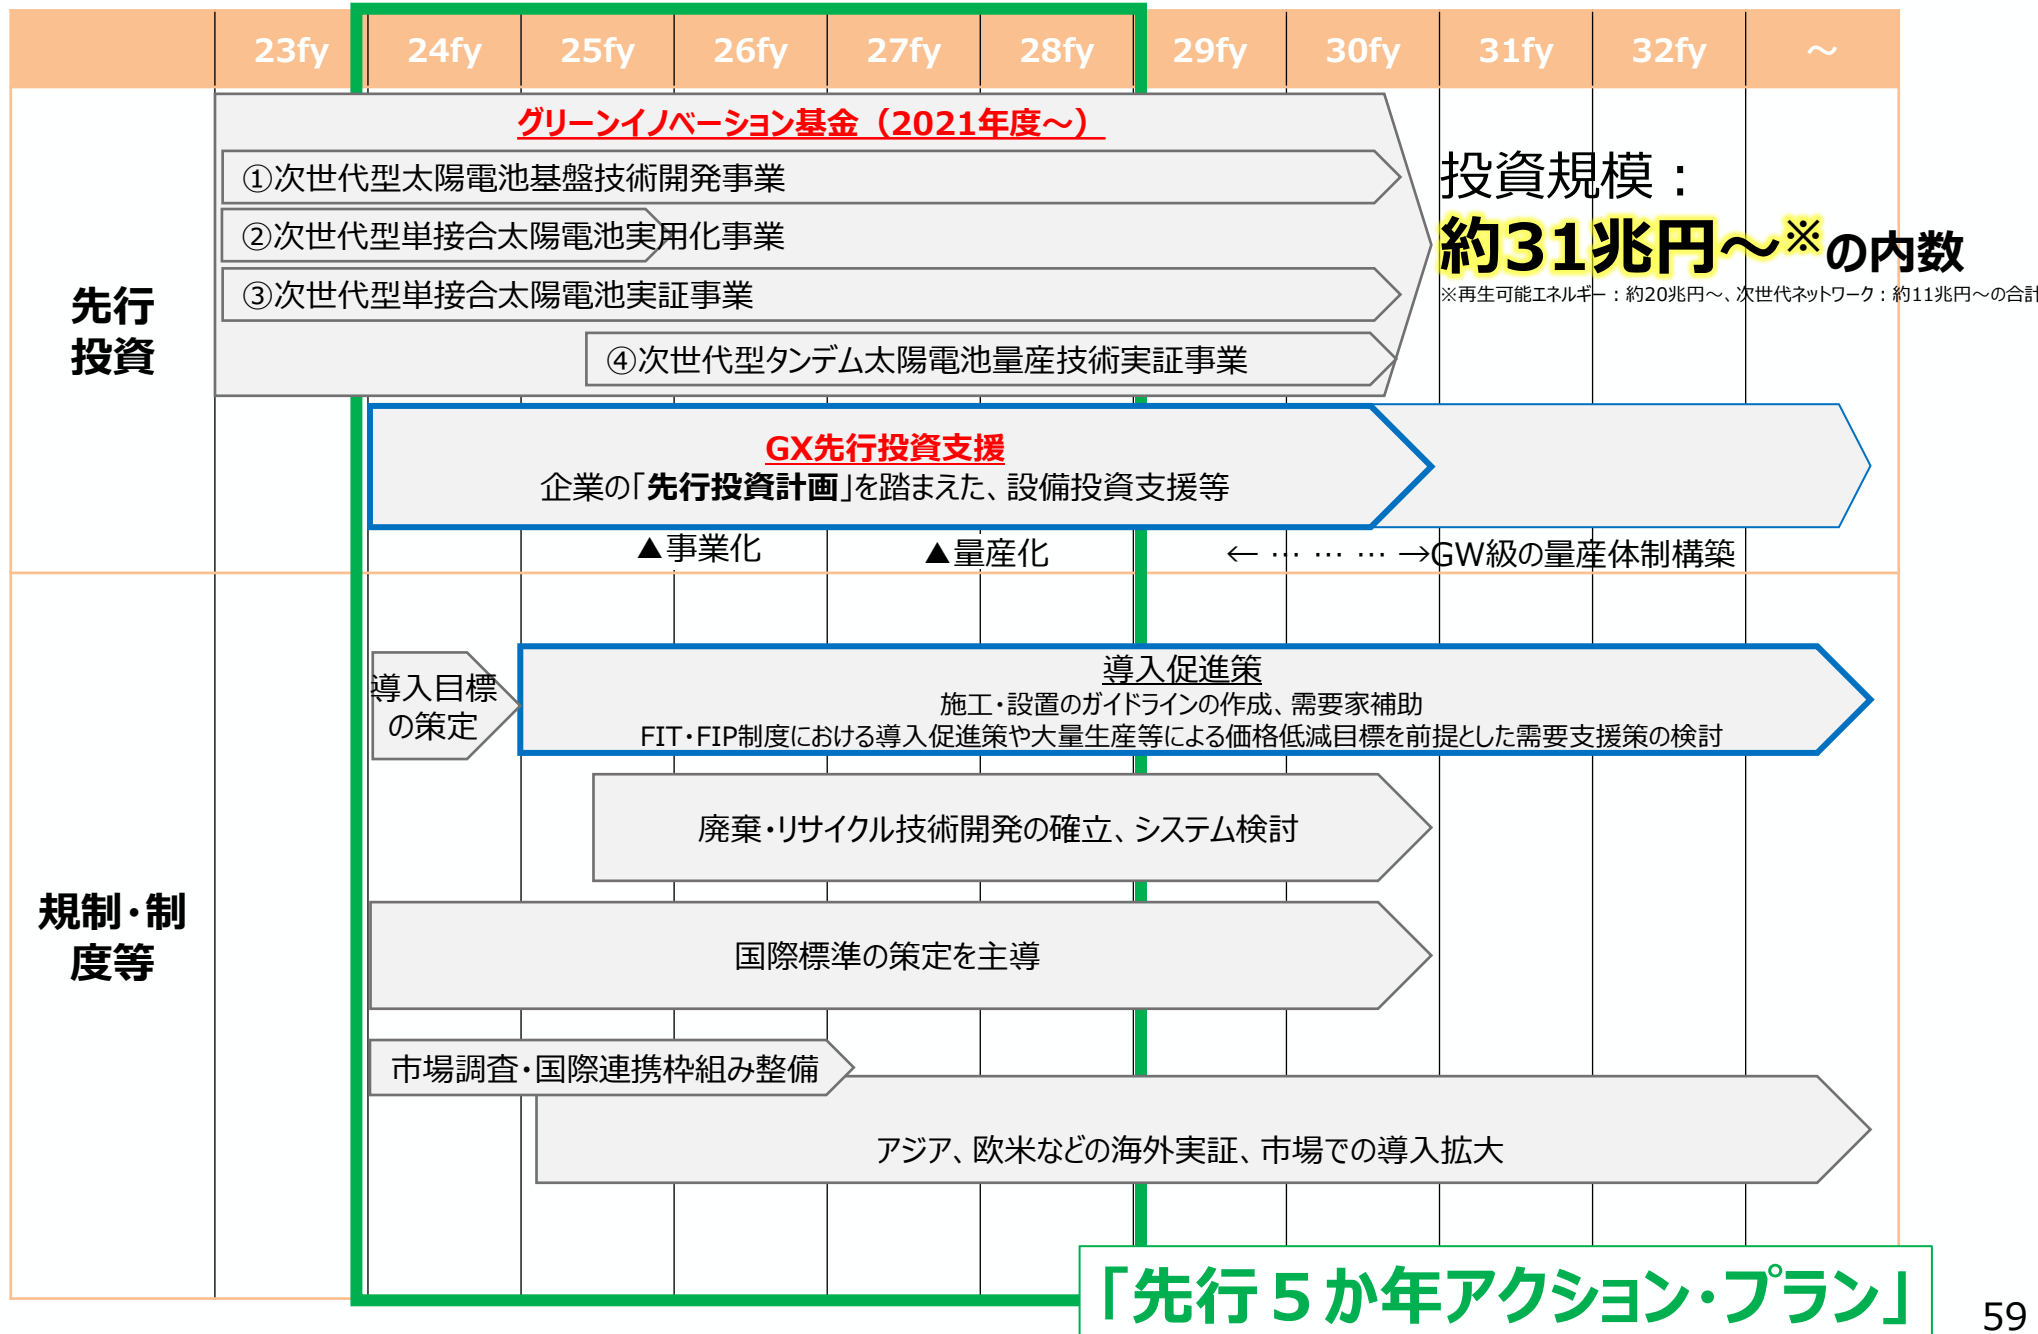 23fy 24fy 25fy 26fy 27fy 28fy 29fy 30fy 31fy 32fy ～
先行
投資
グリーンイノベーション基金（2021年度～）
①次世代型太陽電池基盤技術開発事業
②次世代型単接合太陽電池実用化事業
③次世代型単接合太陽電池実証事業
④次世代型タンデム太陽電池量産技術実証事業
投資規模：
約31兆円～※の内数
※再生可能エネルギー：約20兆円～、次世代ネットワーク：約11兆円～の合計
GX先行投資支援
企業の「先行投資計画」を踏まえた、設備投資支援等
▲事業化
▲量産化
← … … … →GW級の量産体制構築
規制・制
度等
導入目標
の策定
導入促進策
施工・設置のガイドラインの作成、需要家補助
FIT・FIP制度における導入促進策や大量生産等による価格低減目標を前提とした需要支援策の検討
廃棄・リサイクル技術開発の確立、システム検討
国際標準の策定を主導
市場調査・国際連携枠組み整備
アジア、欧米などの海外実証、市場での導入拡大
「先行５か年アクション・プラン」
59